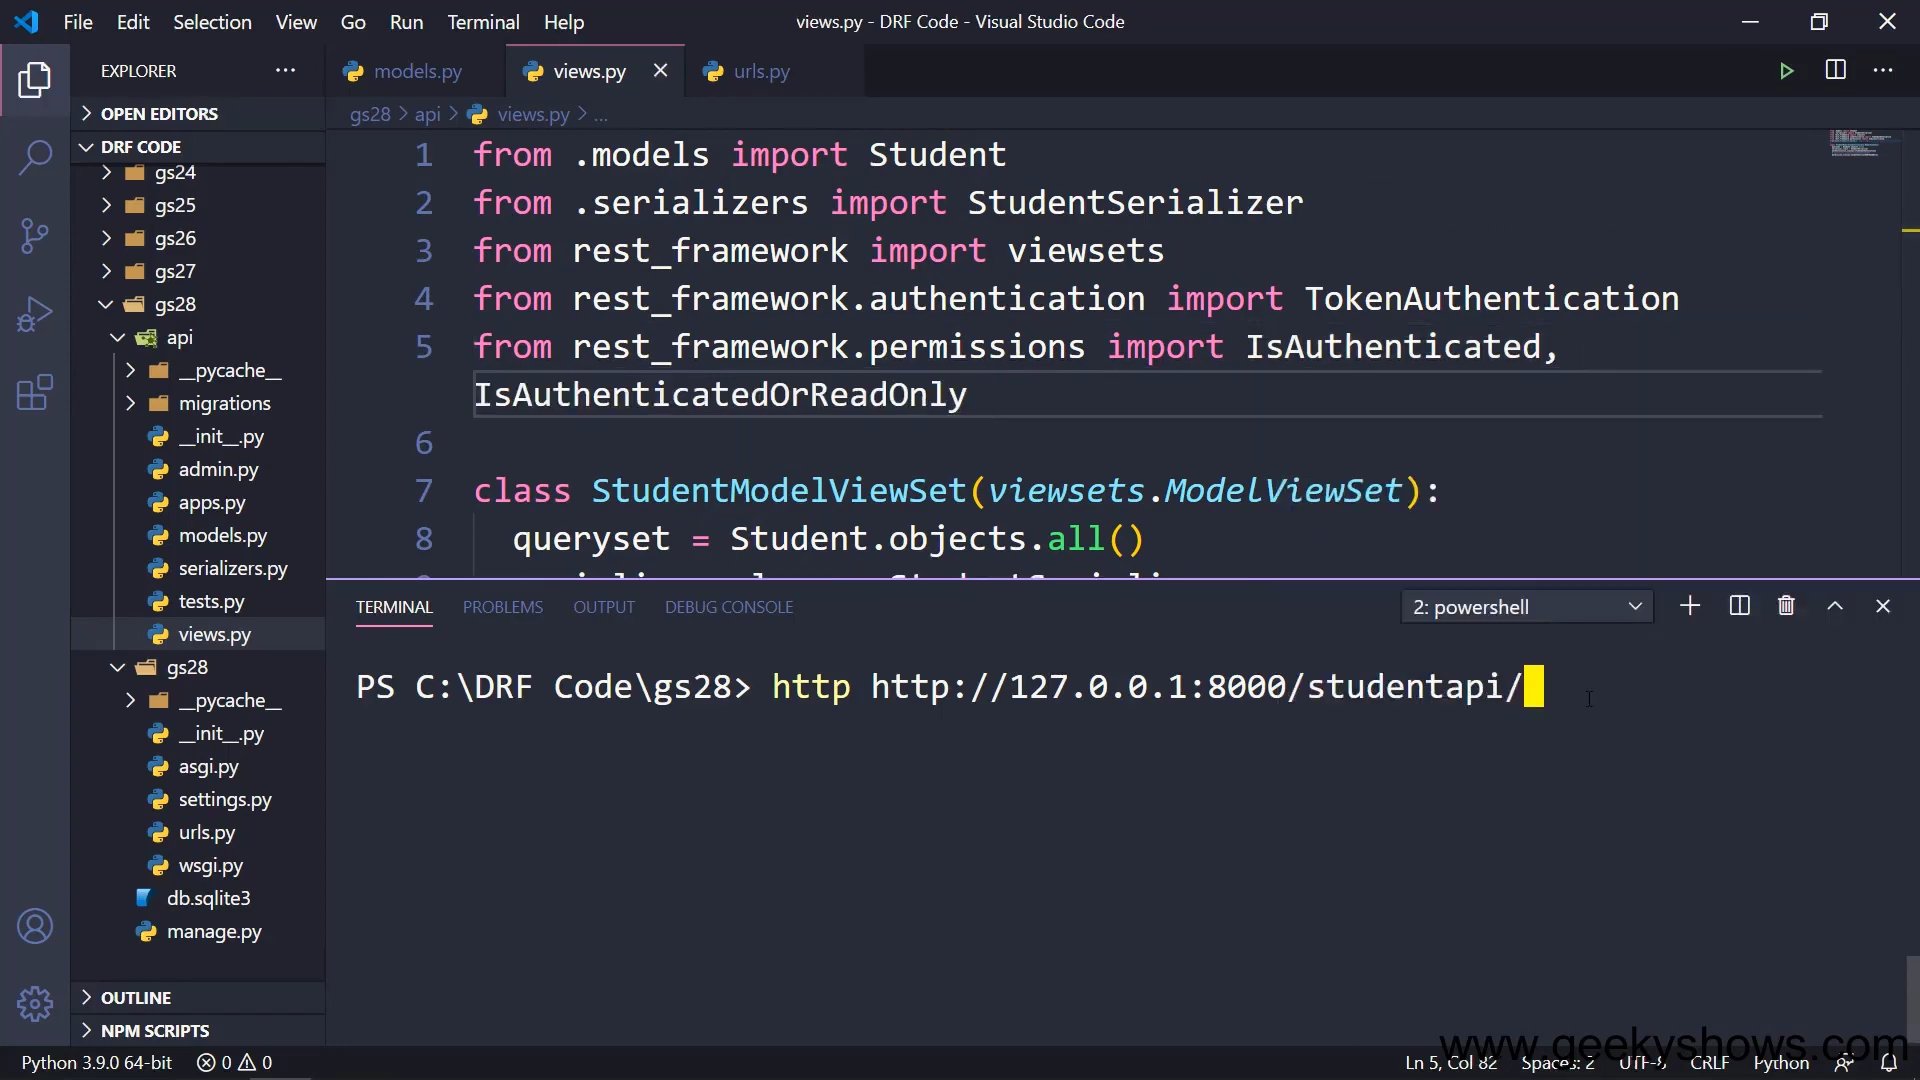 File Edit Selection View Go Run Terminal Help
views.py - DRF Code - Visual Studio Code
EXPLORER
OPEN EDITORS
DRF CODE
gs24
gs25
gs26
gs27
gs28
api
__pycache__
migrations
__init__.py
admin.py
apps.py
models.py
serializers.py
tests.py
views.py
gs28
__pycache__
__init__.py
asgi.py
settings.py
urls.py
wsgi.py
db.sqlite3
manage.py
OUTLINE
NPM SCRIPTS
models.py views.py urls.py
gs28 > api > views.py > ...
1 from .models import Student
2 from .serializers import StudentSerializer
3 from rest_framework import viewsets
4 from rest_framework.authentication import TokenAuthentication
5 from rest_framework.permissions import IsAuthenticated,
IsAuthenticatedOrReadOnly
6
7 class StudentModelViewSet(viewsets.ModelViewSet):
8 queryset = Student.objects.all()
TERMINAL PROBLEMS OUTPUT DEBUG CONSOLE
2: powershell
PS C:\DRF Code\gs28> http http://127.0.0.1:8000/studentapi/
www.geekyshows.com
Python 3.9.0 64-bit 0 0
Ln 5, Col 82 Spaces: 2 UTF-8 CRLF Python